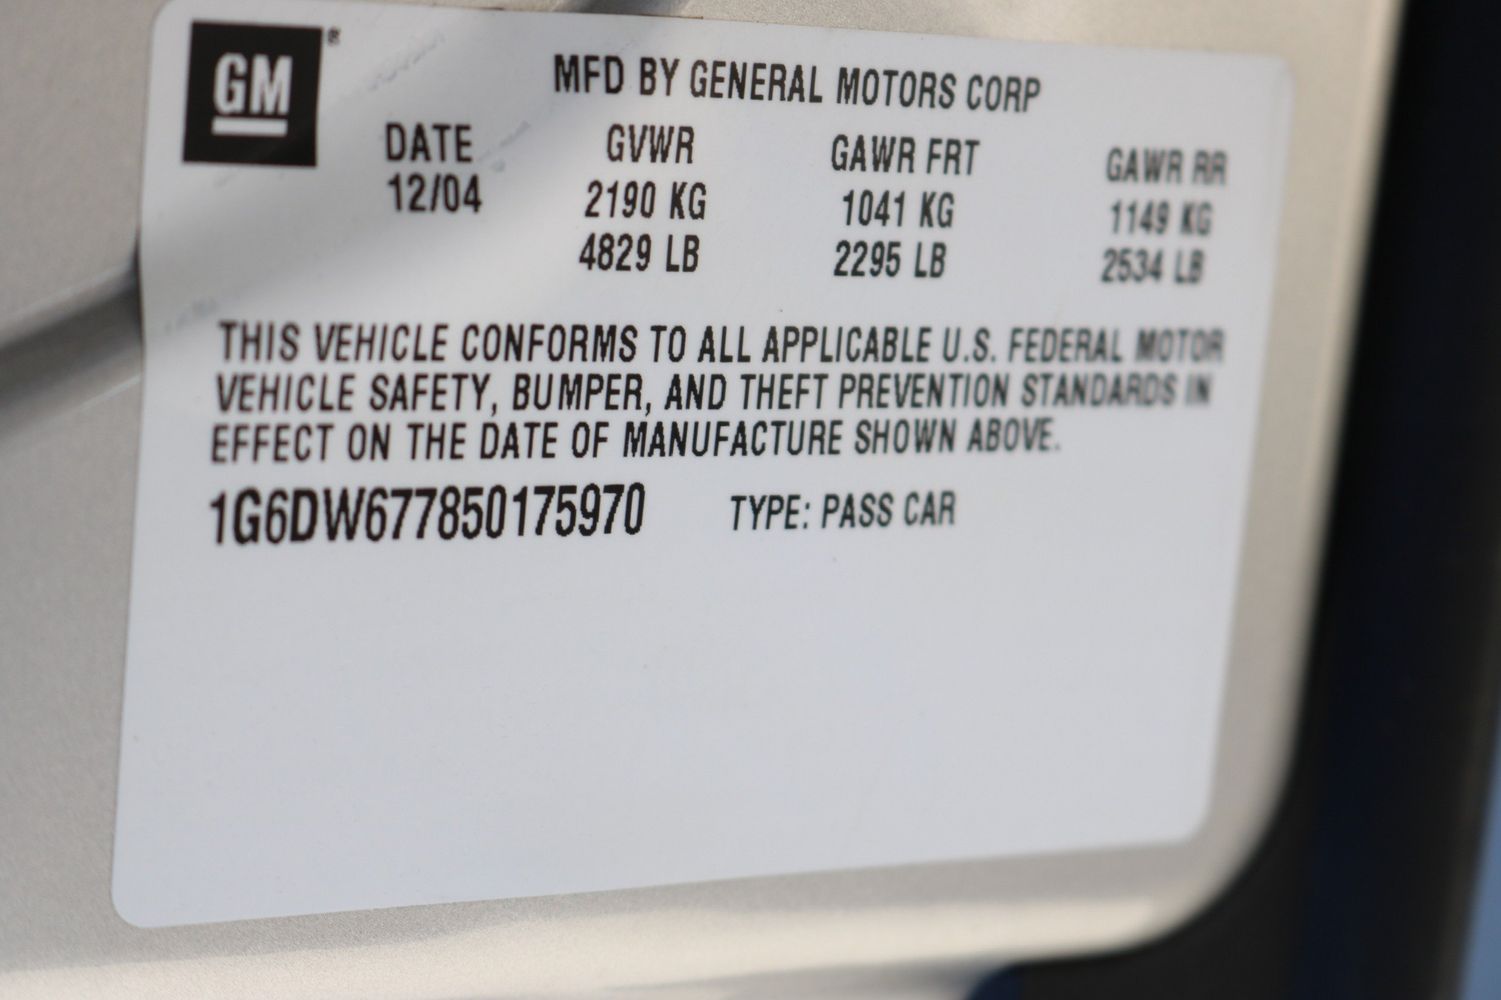 GM ®
MFD BY GENERAL MOTORS CORP
DATE GVWR GAWR FRT GAWR RR
12/04 2190 KG 1041 KG 1149 KG
4829 LB 2295 LB 2534 LB
THIS VEHICLE CONFORMS TO ALL APPLICABLE U.S. FEDERAL MOTOR
VEHICLE SAFETY, BUMPER, AND THEFT PREVENTION STANDARDS IN
EFFECT ON THE DATE OF MANUFACTURE SHOWN ABOVE.
1G6DW677850175970 TYPE: PASS CAR